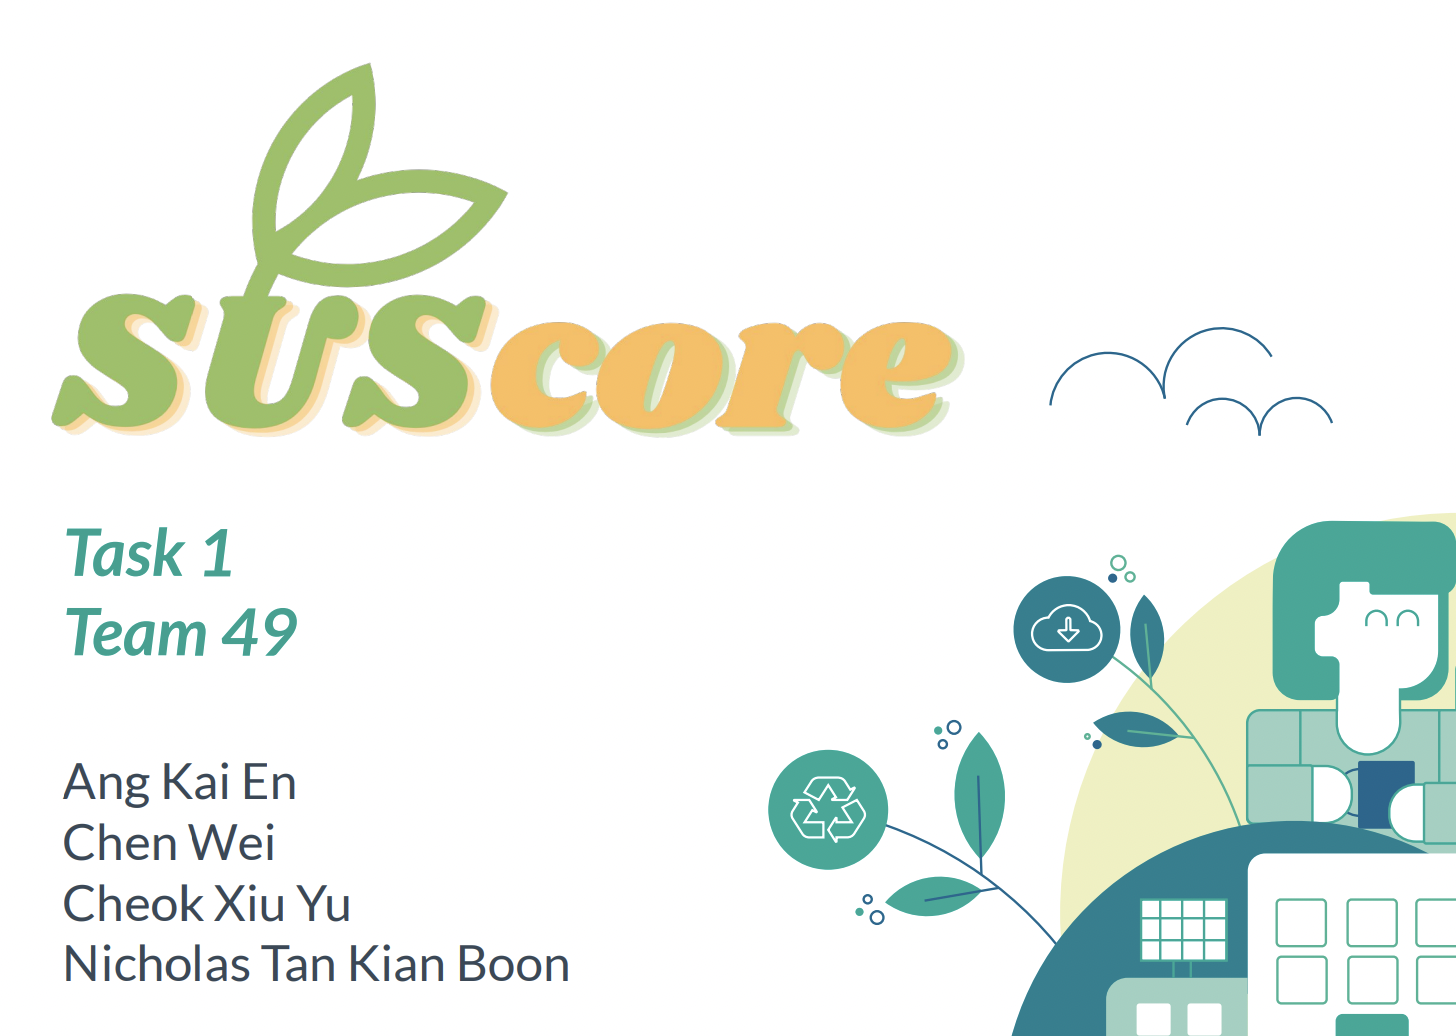 SUScore
Task 1
Team 49
Ang Kai En
Chen Wei
Cheok Xiu Yu
Nicholas Tan Kian Boon